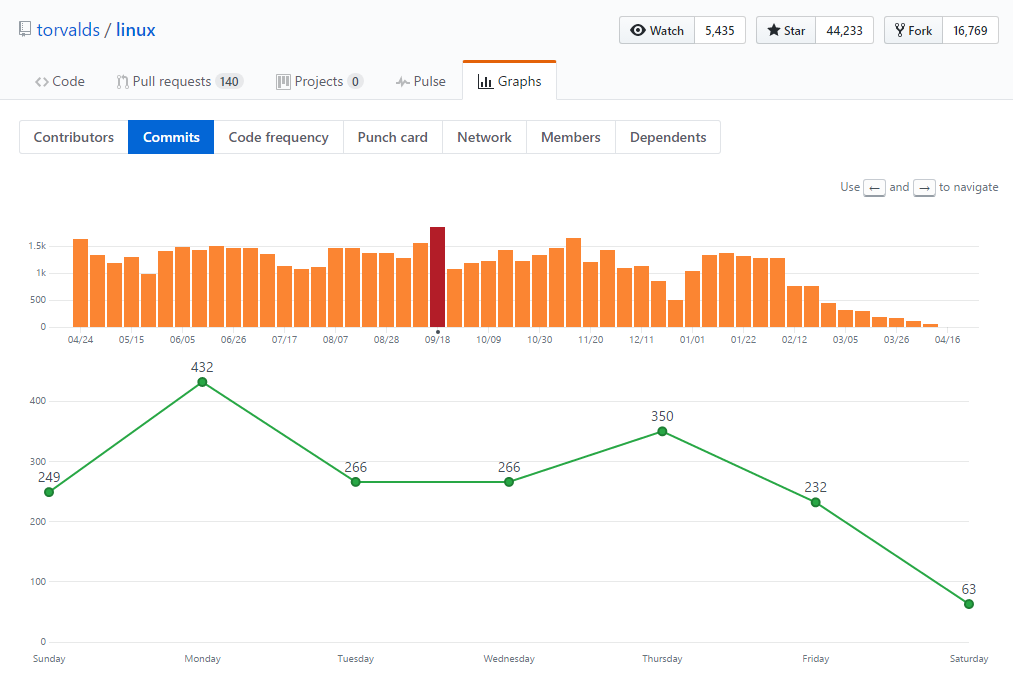 torvalds / linux
Watch 5,435 Star 44,233 Fork 16,769
Code Pull requests 140 Projects 0 Pulse Graphs
Contributors Commits Code frequency Punch card Network Members Dependents
Use ← and → to navigate
1.5k
1k
500
0
04/24 05/15 06/05 06/26 07/17 08/07 08/28 09/18 10/09 10/30 11/20 12/11 01/01 01/22 02/12 03/05 03/26 04/16
432
400
350
300
249 266 266
232
200
100
63
0
Sunday Monday Tuesday Wednesday Thursday Friday Saturday